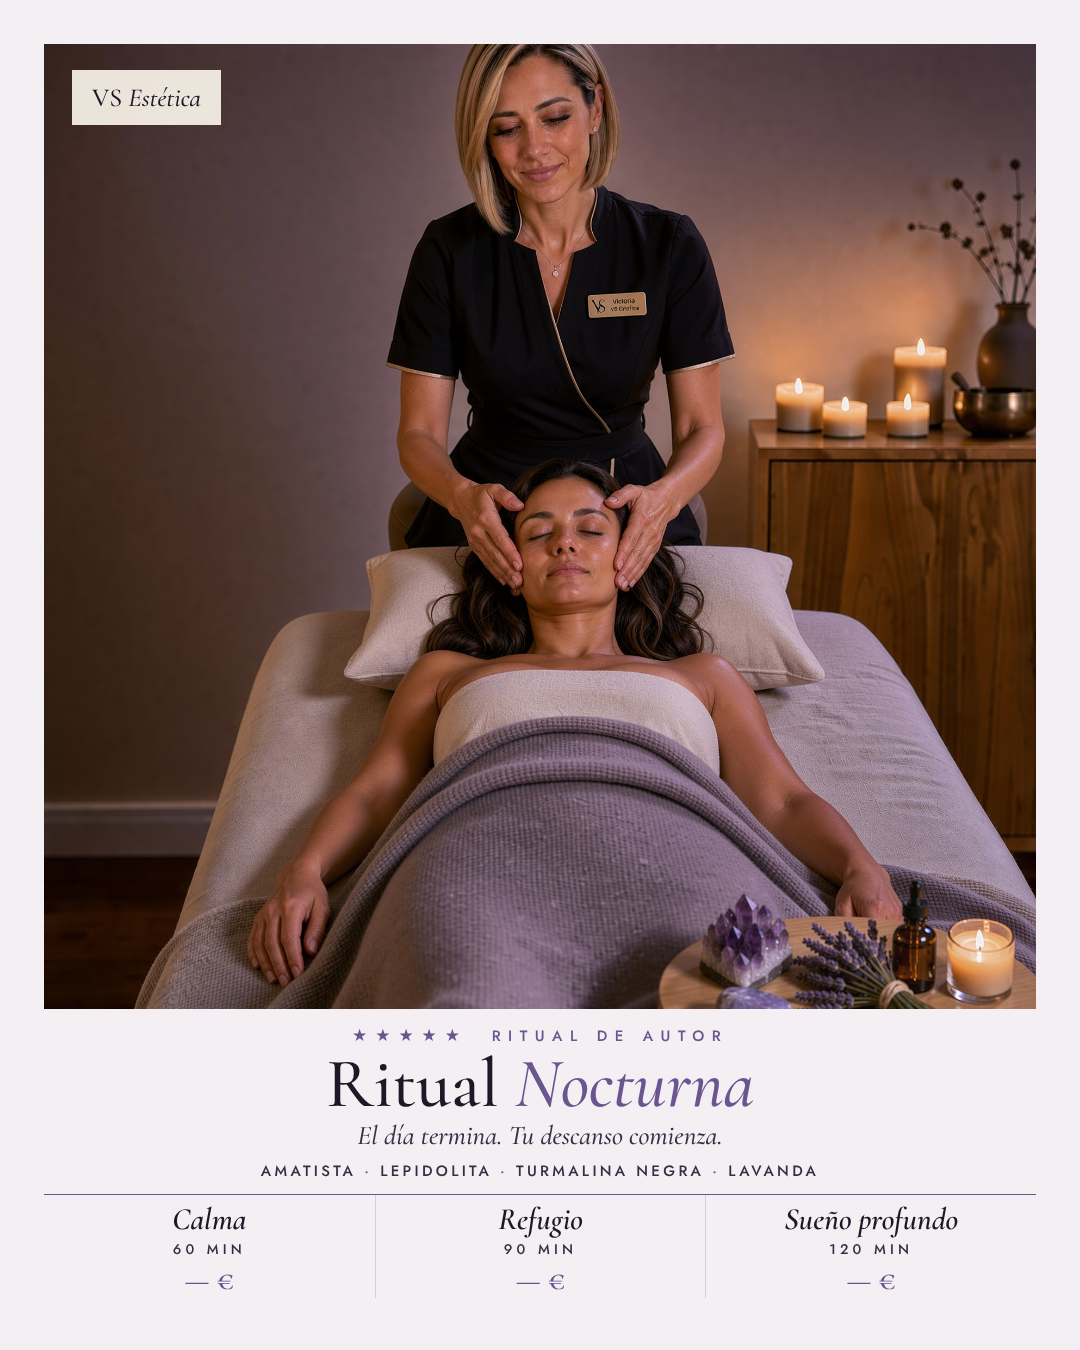 VS Estética
VS Victoria
VS Estética
★★★★★ RITUAL DE AUTOR
Ritual Nocturna
El día termina. Tu descanso comienza.
AMATISTA · LEPIDOLITA · TURMALINA NEGRA · LAVANDA
Calma
60 MIN
— €
Refugio
90 MIN
— €
Sueño profundo
120 MIN
— €